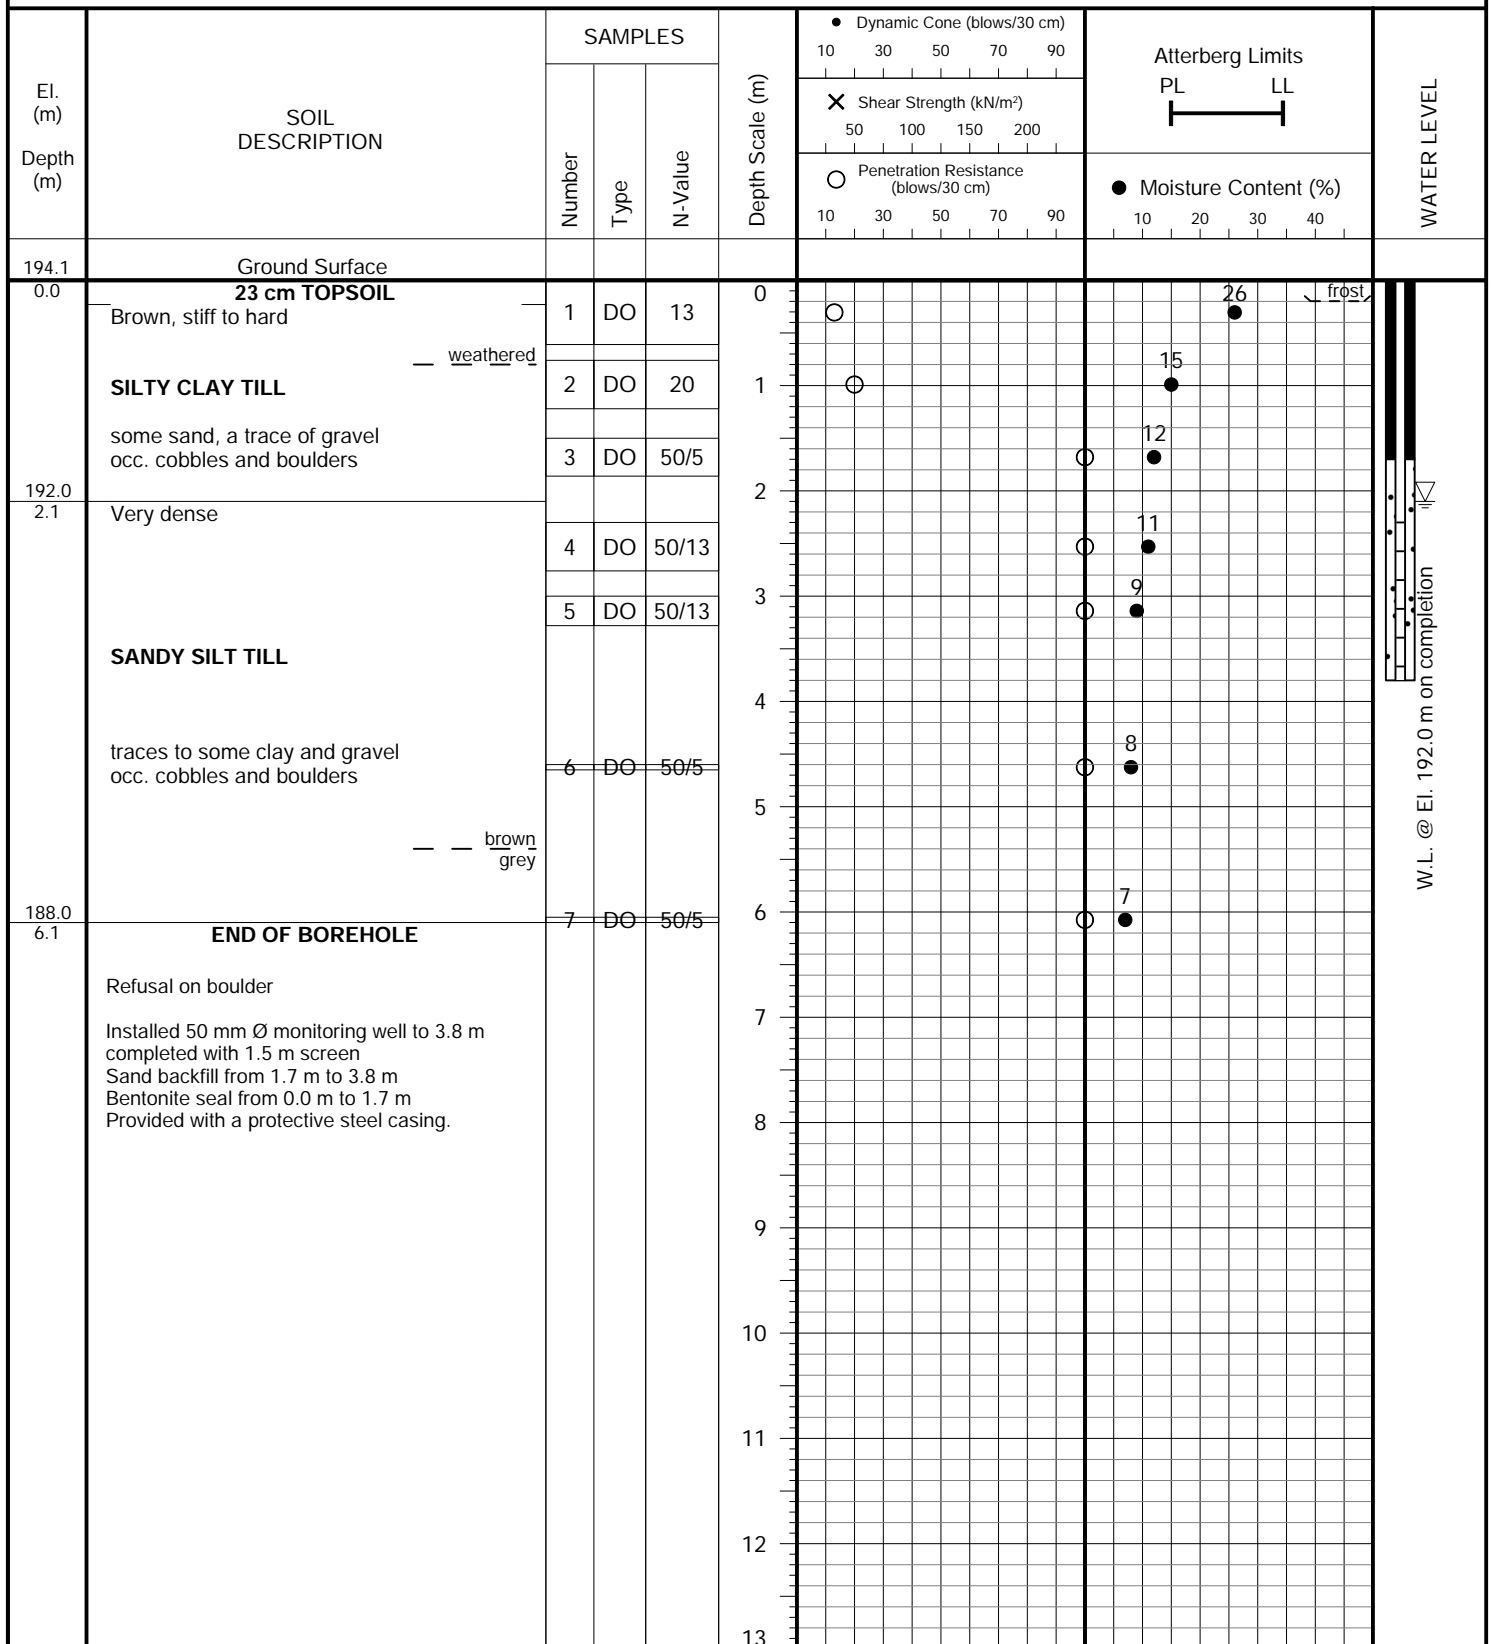 El.
(m)
Depth
(m)
SOIL
DESCRIPTION
SAMPLES
Number
Type
N-Value
Depth Scale (m)
● Dynamic Cone (blows/30 cm)
10 30 50 70 90
✕ Shear Strength (kN/m²)
50 100 150 200
○ Penetration Resistance
(blows/30 cm)
10 30 50 70 90
Atterberg Limits
PL LL
● Moisture Content (%)
10 20 30 40
WATER LEVEL
194.1 Ground Surface
0.0 23 cm TOPSOIL 0 26 frost
Brown, stiff to hard 1 DO 13
weathered 15
SILTY CLAY TILL 2 DO 20 1
some sand, a trace of gravel 12
occ. cobbles and boulders 3 DO 50/5
192.0 2
2.1 Very dense 11
4 DO 50/13
9
3
5 DO 50/13
SANDY SILT TILL
4
traces to some clay and gravel 8
occ. cobbles and boulders 6 DO 50/5
5
brown
grey
7
188.0 7 DO 50/5 6
6.1 END OF BOREHOLE
W.L. @ El. 192.0 m on completion
Refusal on boulder
7
Installed 50 mm Ø monitoring well to 3.8 m
completed with 1.5 m screen
Sand backfill from 1.7 m to 3.8 m
Bentonite seal from 0.0 m to 1.7 m
Provided with a protective steel casing.
8
9
10
11
12
13